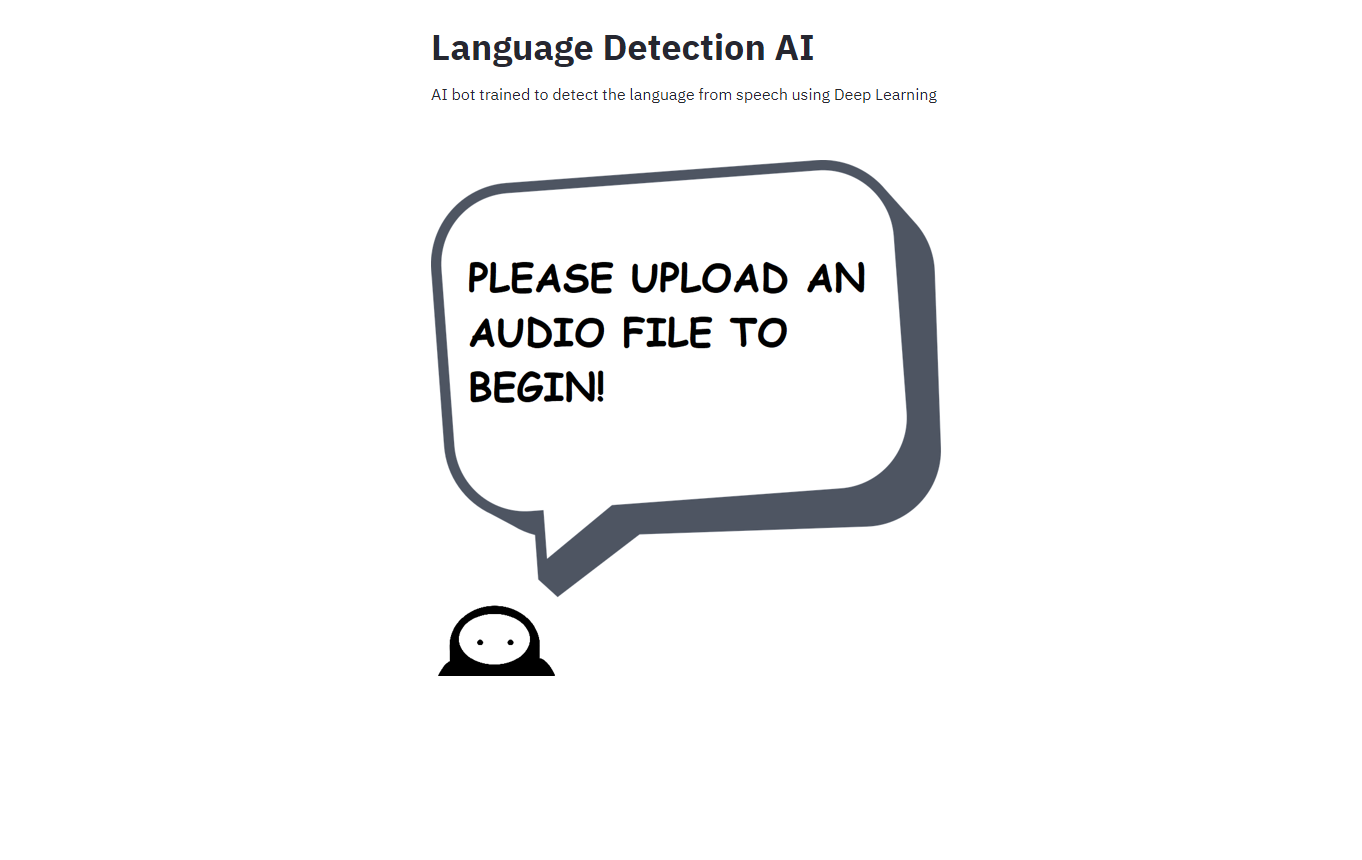 Language Detection AI
AI bot trained to detect the language from speech using Deep Learning
PLEASE UPLOAD AN
AUDIO FILE TO
BEGIN!